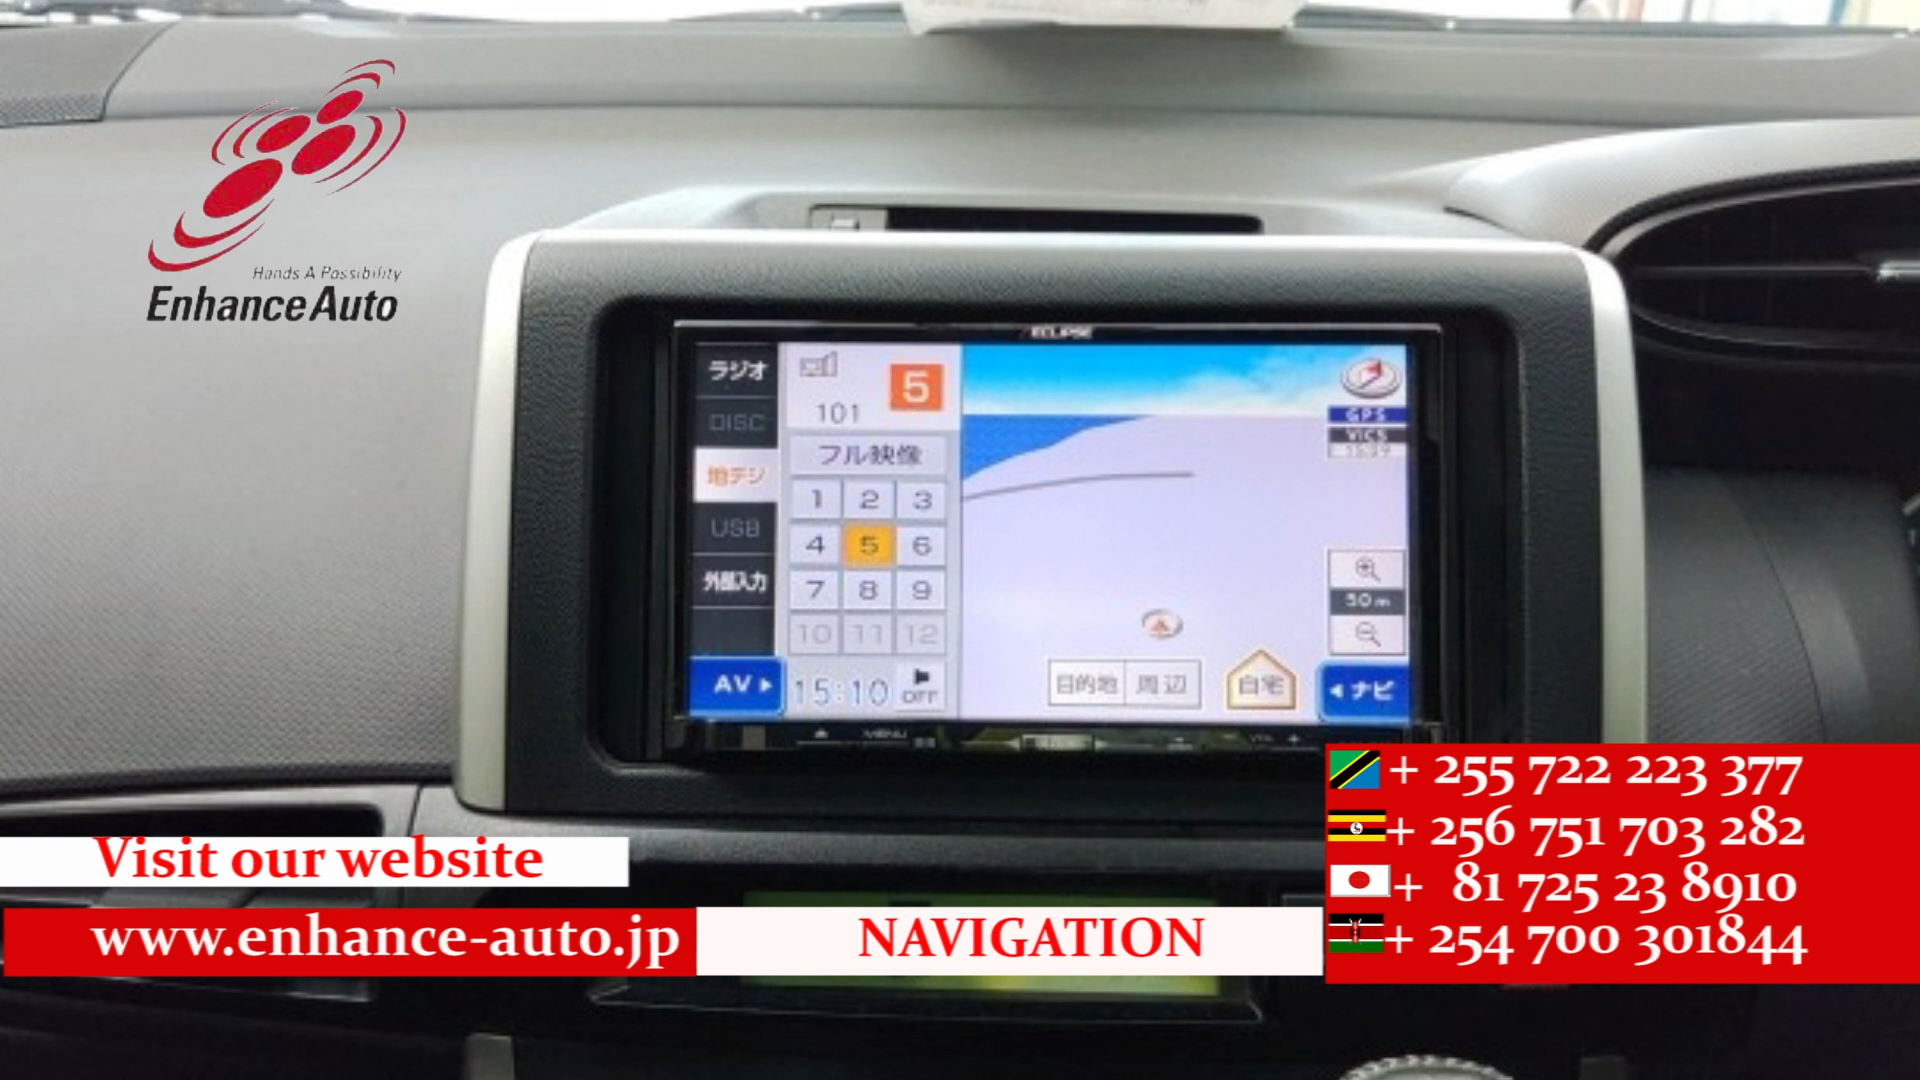 Hands A Possibility
Enhance Auto
ECLIPSE
ラジオ
DISC
地デジ
USB
外部入力
AV
101
5
フル映像
1 2 3
4 5 6
7 8 9
10 11 12
15:10
OFF
GPS
VICS
50 m
目的地 周辺
自宅
ナビ
MENU
VOL
+ 255 722 223 377
+ 256 751 703 282
+ 81 725 23 8910
+ 254 700 301844
Visit our website
www.enhance-auto.jp
NAVIGATION